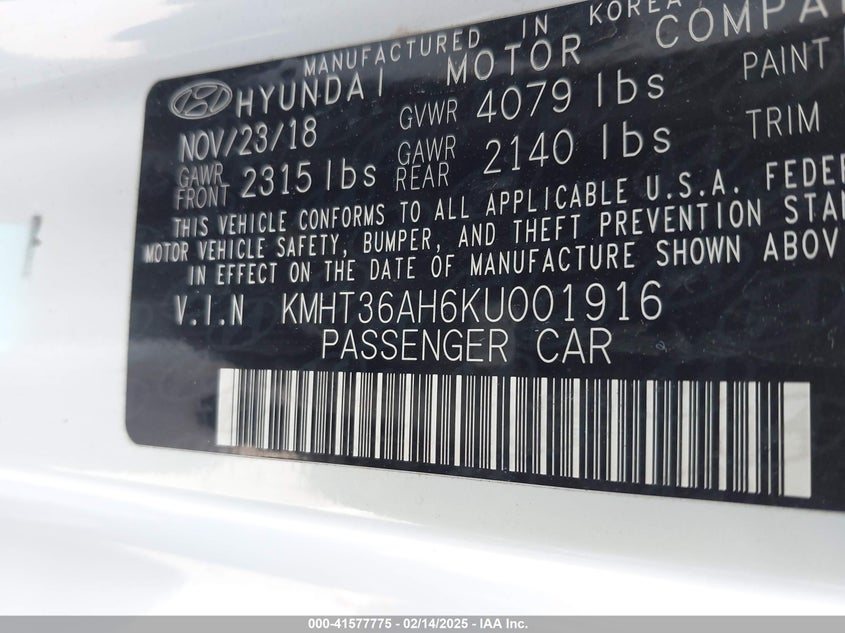 MANUFACTURED IN KOREA
HYUNDAI MOTOR COMPA
NOV/23/18 GVWR 4079 lbs PAINT
GAWR FRONT 2315 lbs GAWR REAR 2140 lbs TRIM
THIS VEHICLE CONFORMS TO ALL APPLICABLE U.S.A. FEDE
MOTOR VEHICLE SAFETY, BUMPER, AND THEFT PREVENTION STA
IN EFFECT ON THE DATE OF MANUFACTURE SHOWN ABOV
V.I.N KMHT36AH6KU001916
PASSENGER CAR
000-41577775 - 02/14/2025 - IAA Inc.